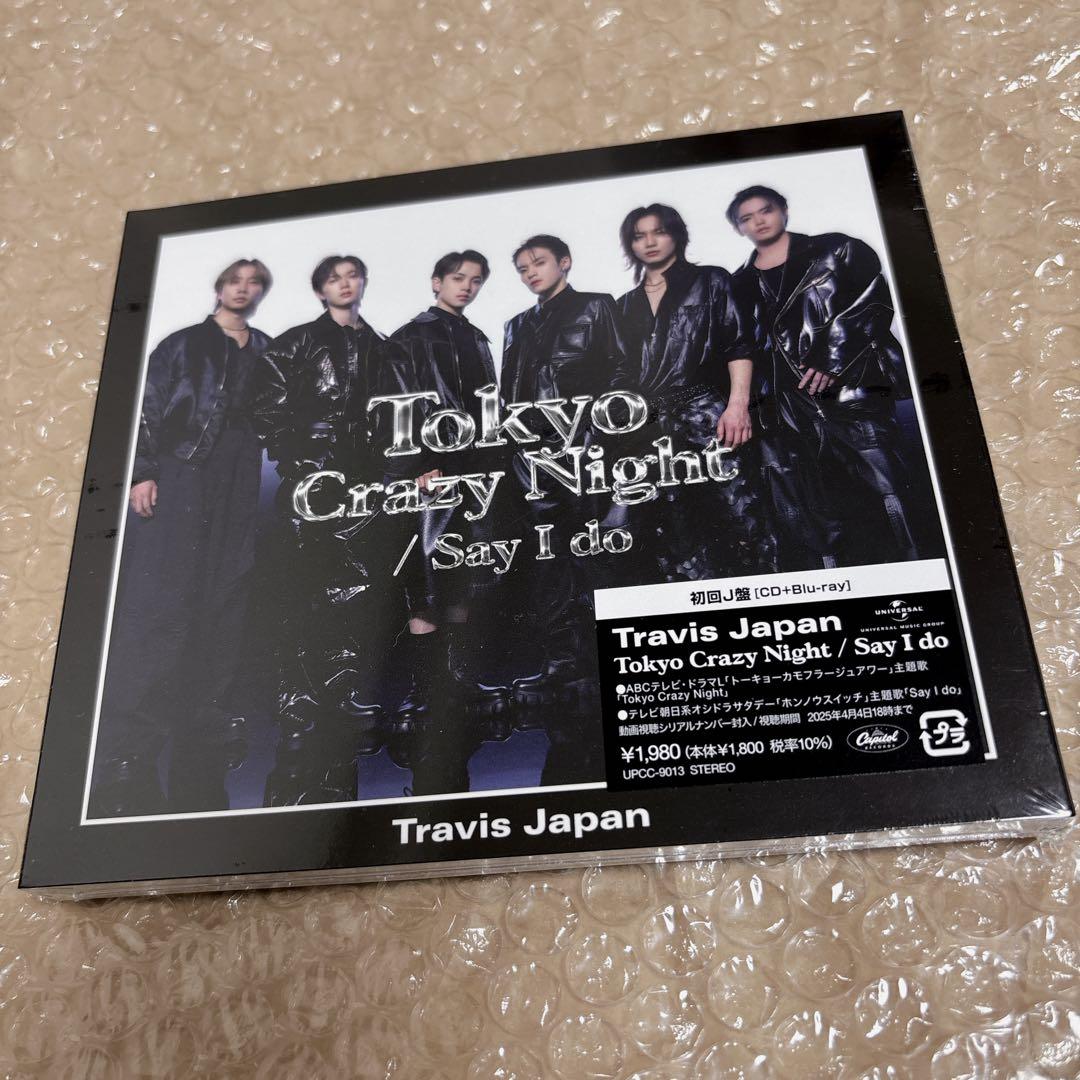 Tokyo
Crazy Night
/ Say I do
初回J盤 [CD+Blu-ray]
Travis Japan
UNIVERSAL
UNIVERSAL MUSIC GROUP
Tokyo Crazy Night / Say I do
●ABCテレビ・ドラマL「トーキョーカモフラージュアワー」主題歌
「Tokyo Crazy Night」
●テレビ朝日系オシドラサタデー「ホンノウスイッチ」主題歌「Say I do」
動画視聴シリアルナンバー封入 / 視聴期間 2025年4月4日18時まで
¥1,980 (本体¥1,800 税率10%)
Capitol
RECORDS
プラ
UPCC-9013 STEREO
Travis Japan